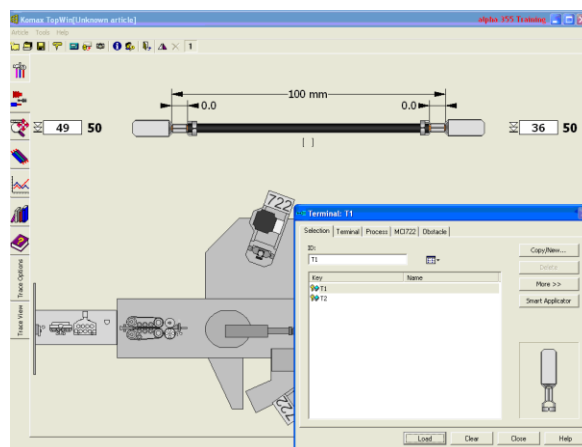 Komax TopWin[Unknown article]
alpha 355 Training
Article Tools Help
1
100 mm
0.0
0.0
49 50
36 50
[ ]
722
Terminal: T1
Selection Terminal Process MCI722 Obstacle
ID:
T1
Copy/New...
Delete
Key Name
More >>
T1
T2
Smart Applicator
Trace Options
Trace View
722
Load Clear Close Help